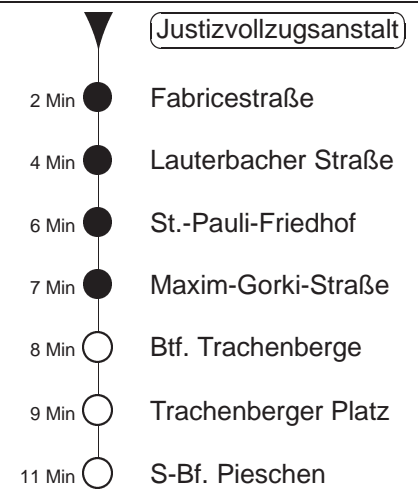 Justizvollzugsanstalt
2 Min Fabricestraße
4 Min Lauterbacher Straße
6 Min St.-Pauli-Friedhof
7 Min Maxim-Gorki-Straße
8 Min Btf. Trachenberge
9 Min Trachenberger Platz
11 Min S-Bf. Pieschen